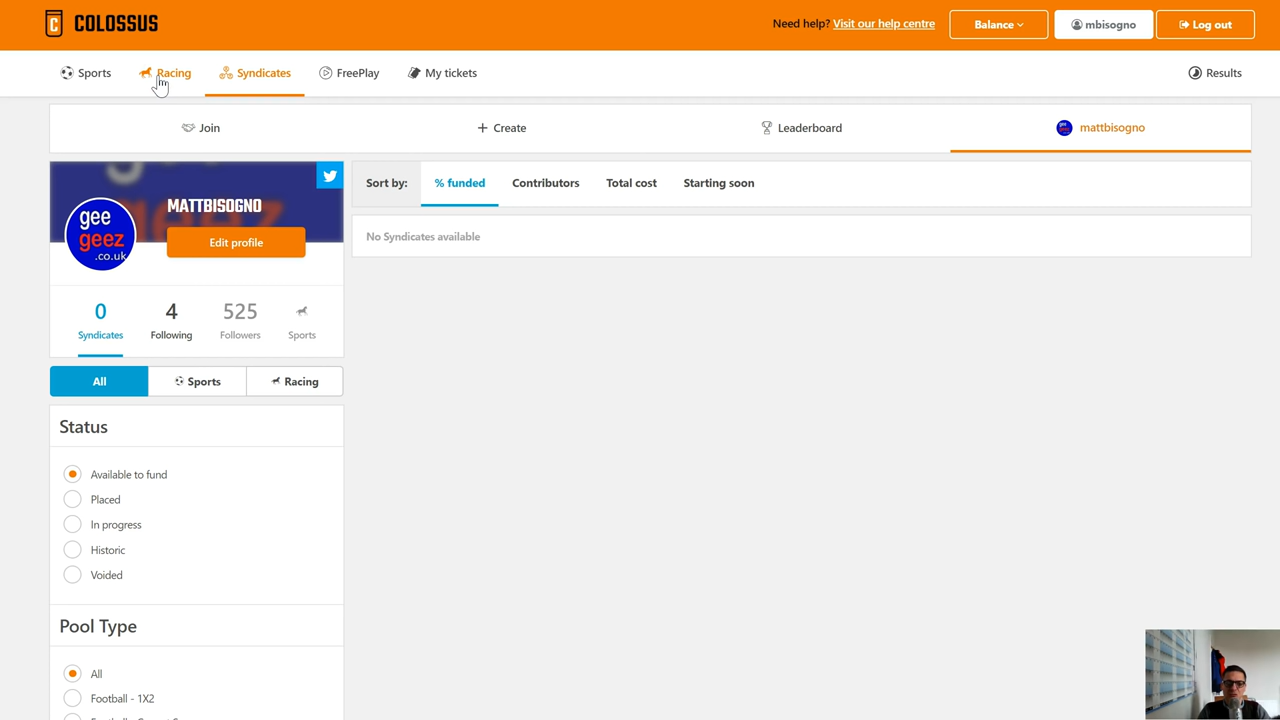 COLOSSUS
Need help? Visit our help centre
Balance
mbisogno
Log out
Sports
Racing
Syndicates
FreePlay
My tickets
Results
Join
Create
Leaderboard
gee geez
mattbisogno
gee
geez
.co.uk
MATTBISOGNO
Edit profile
0
Syndicates
4
Following
525
Followers
Sports
Sort by:
% funded
Contributors
Total cost
Starting soon
No Syndicates available
All
Sports
Racing
Status
Available to fund
Placed
In progress
Historic
Voided
Pool Type
All
Football - 1X2